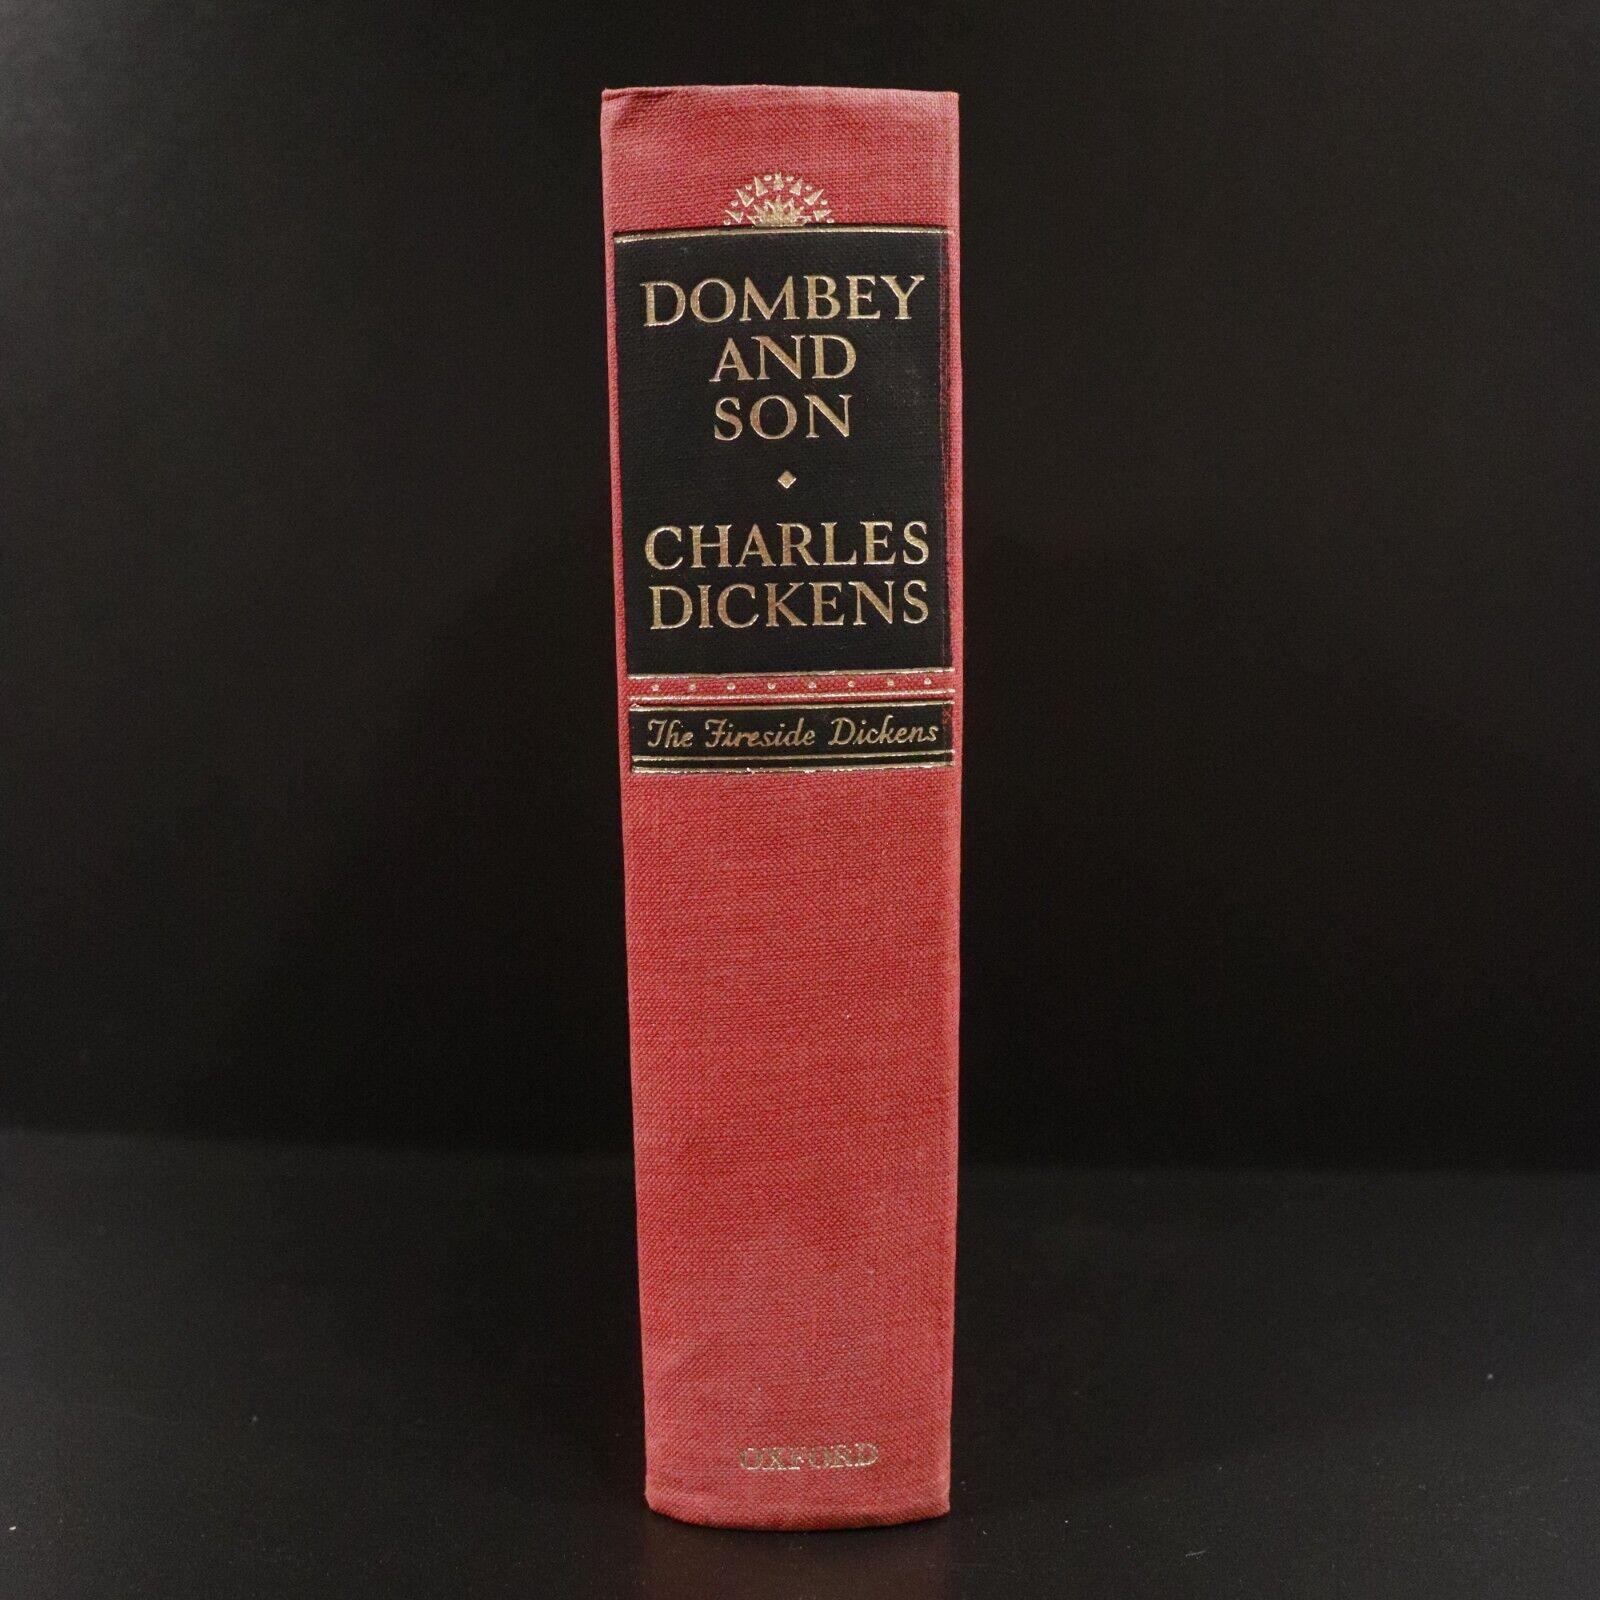 DOMBEY
AND
SON
CHARLES
DICKENS
The Fireside Dickens
OXFORD